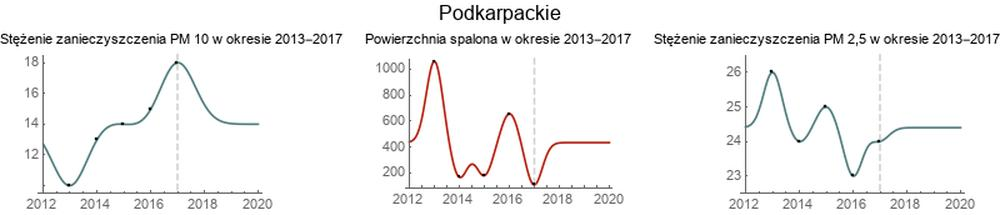 Podkarpackie
Stężenie zanieczyszczenia PM 10 w okresie 2013–2017
18
16
14
12
2012 2014 2016 2018 2020
Powierzchnia spalona w okresie 2013–2017
1000
800
600
400
200
2012 2014 2016 2018 2020
Stężenie zanieczyszczenia PM 2,5 w okresie 2013–2017
26
25
24
23
2012 2014 2016 2018 2020